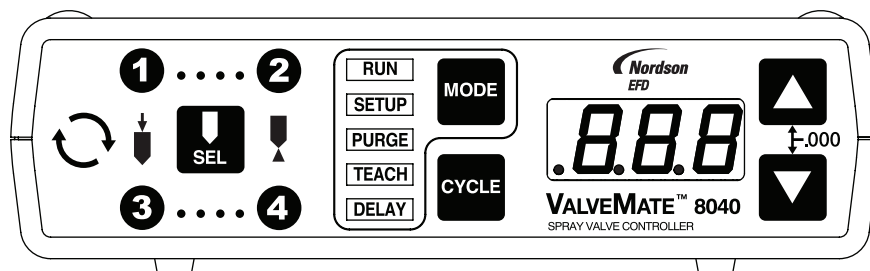 1 .... 2
SEL
3 .... 4
RUN
SETUP
PURGE
TEACH
DELAY
MODE
CYCLE
Nordson
EFD
.8.8.8
VALVEMATE™ 8040
SPRAY VALVE CONTROLLER
.000